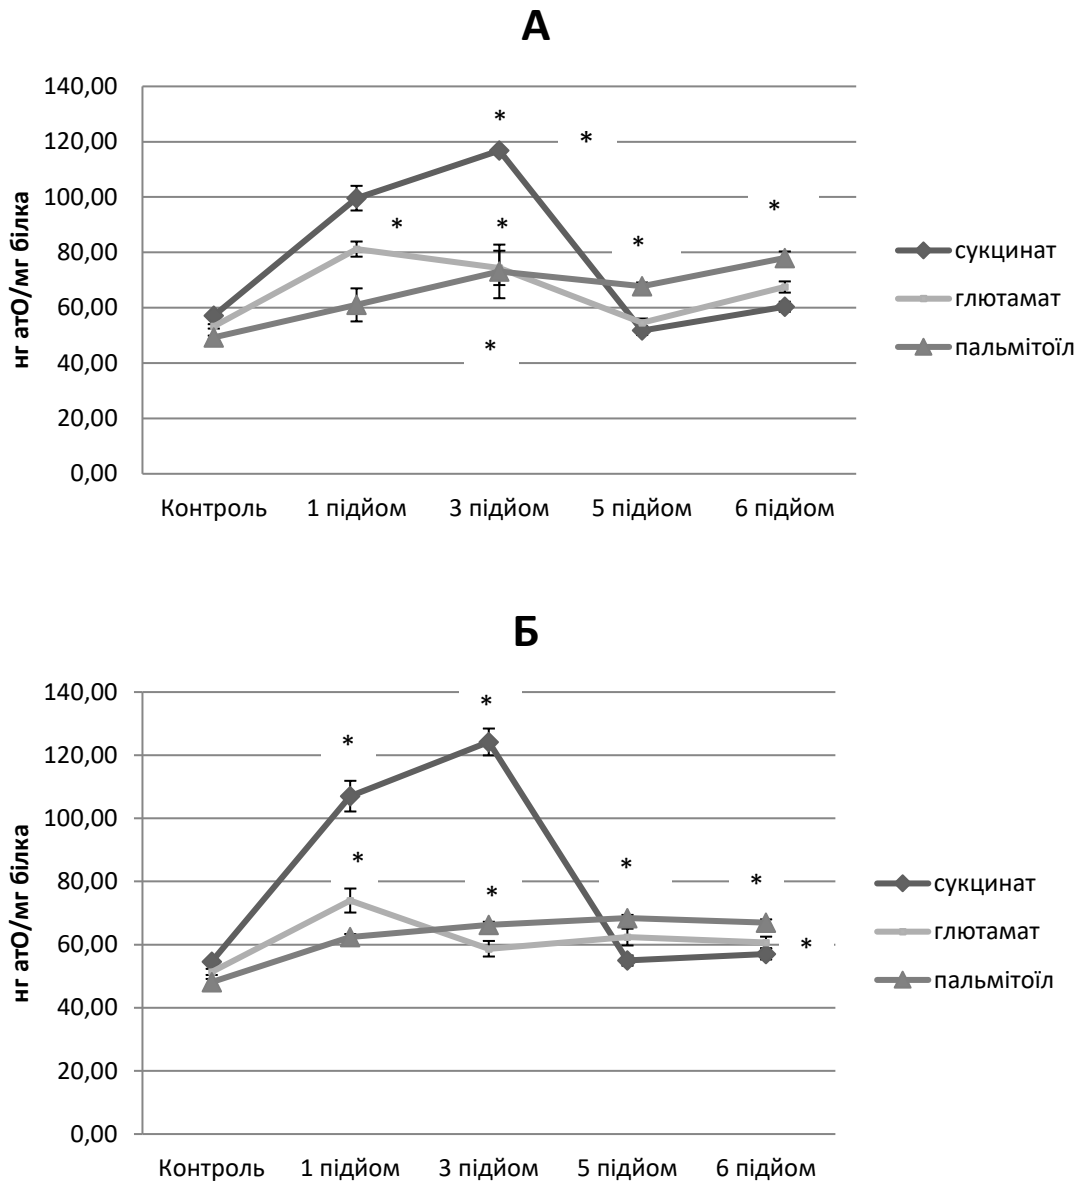 А
140,00
120,00
100,00
80,00
60,00
40,00
20,00
0,00
нг атО/мг білка
* *
* * * *
*
Контроль 1 підйом 3 підйом 5 підйом 6 підйом
сукцинат
глютамат
пальмітоїл
Б
140,00
120,00
100,00
80,00
60,00
40,00
20,00
0,00
нг атО/мг білка
* *
* * * *
*
Контроль 1 підйом 3 підйом 5 підйом 6 підйом
сукцинат
глютамат
пальмітоїл